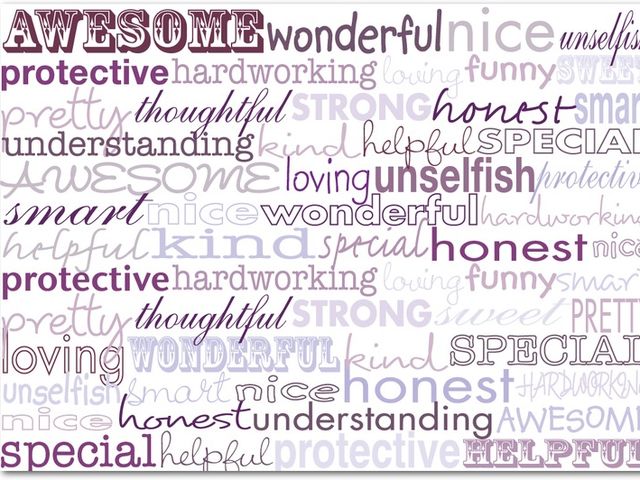 AWESOME wonderful nice unselfish
protective hardworking loving funny SWEET
pretty thoughtful STRONG honest smart
understanding kind helpful SPECIAL
AWESOME loving unselfish protective
smart nice wonderful hardworking
helpful kind special honest nice
protective hardworking loving funny smar
pretty thoughtful STRONG sweet PRETTY
loving WONDERFUL kind SPECIAL
unselfish smart nice honest HARDWORKING
nice honest understanding AWESOME
special helpful protective HELPFUL